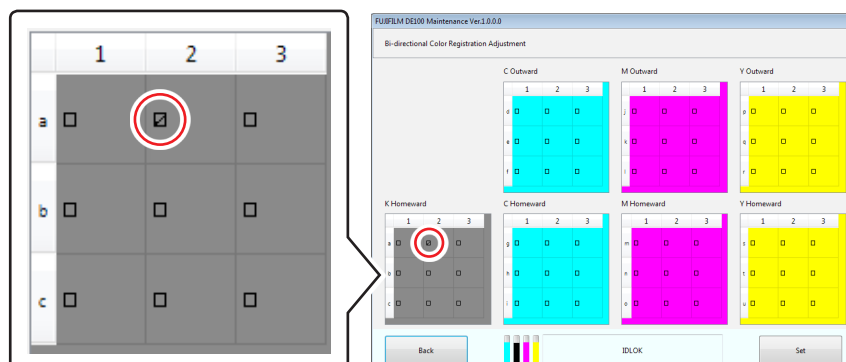 1 2 3
a
b
c
FUJIFILM DE100 Maintenance Ver.1.0.0.0
Bi-directional Color Registration Adjustment
C Outward M Outward Y Outward
1 2 3 1 2 3 1 2 3
d j p
e k q
f l r
K Homeward C Homeward M Homeward Y Homeward
1 2 3 1 2 3 1 2 3 1 2 3
a g m s
b h n t
c i o u
Back IDLOK Set